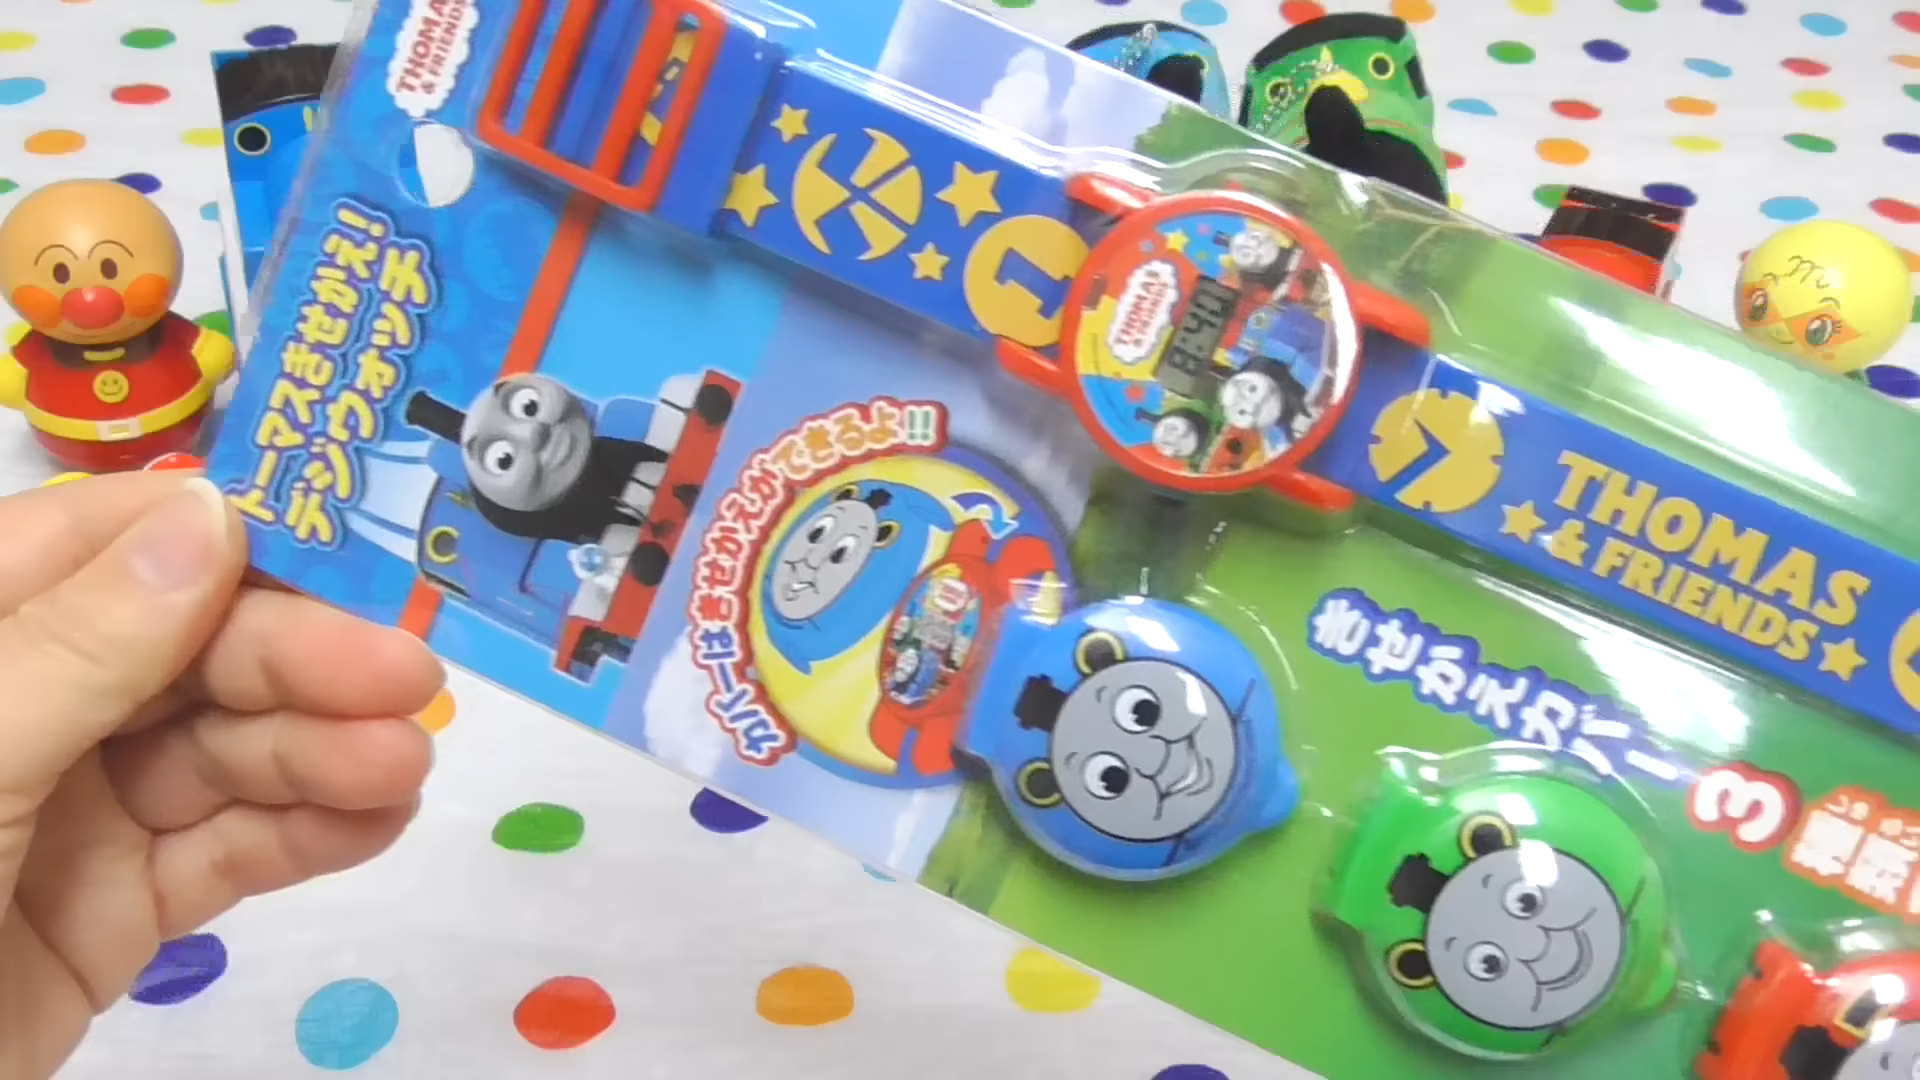 THOMAS
& FRIENDS
トーマスきせかえ!
デジウォッチ
カバーはきせかえができるよ!!
1
THOMAS
& FRIENDS
8:40
7
THOMAS
& FRIENDS
きせかえカバー
3